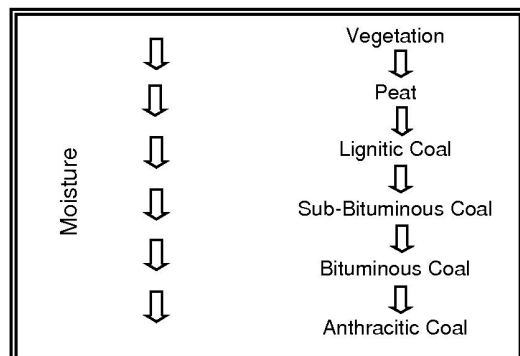 Vegetation
Peat
Moisture
Lignitic Coal
Sub-Bituminous Coal
Bituminous Coal
Anthracitic Coal